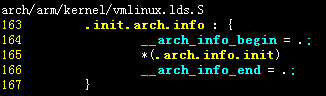 arch/arm/kernel/vmlinux.lds.S
163 .init.arch.info : {
164 __arch_info_begin = .;
165 *(.arch.info.init)
166 __arch_info_end = .;
167 }